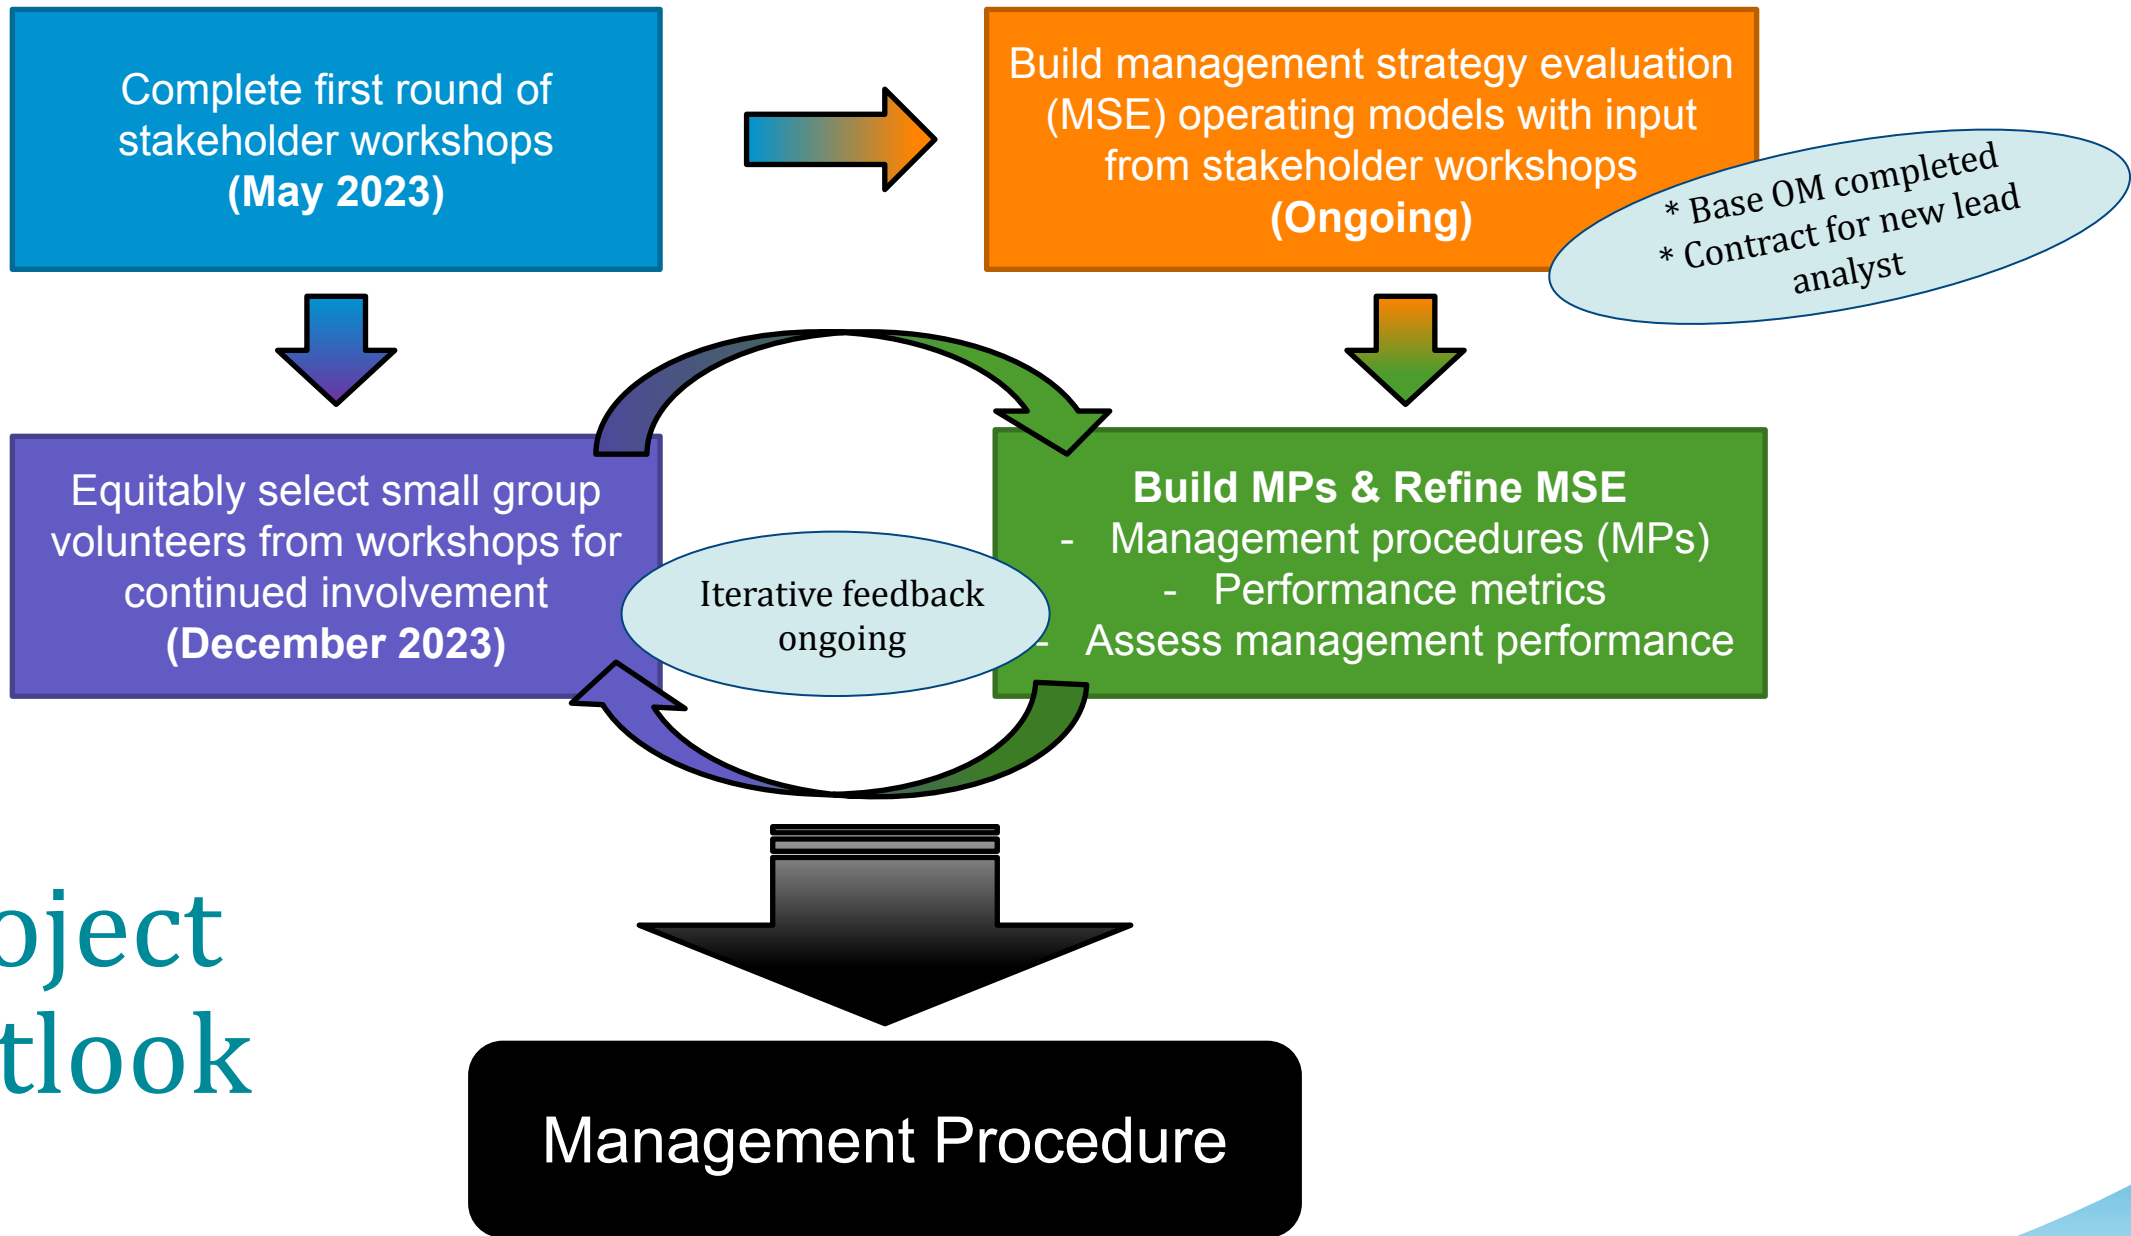 Complete first round of
stakeholder workshops
(May 2023)
Build management strategy evaluation
(MSE) operating models with input
from stakeholder workshops
(Ongoing)
* Base OM completed
* Contract for new lead
analyst
Equitably select small group
volunteers from workshops for
continued involvement
(December 2023)
Iterative feedback
ongoing
Build MPs & Refine MSE
- Management procedures (MPs)
- Performance metrics
- Assess management performance
oject
tlook
Management Procedure